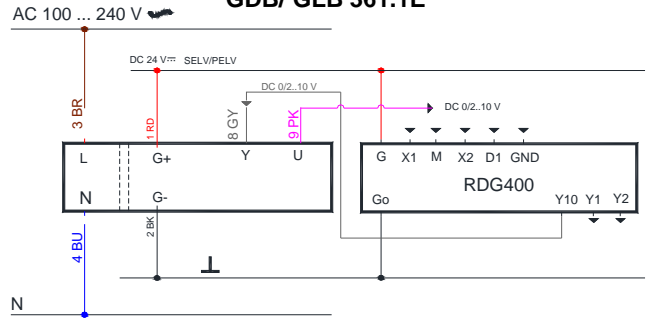 GDB/ GLB 361.1E
AC 100 ... 240 V
DC 24 V SELV/PELV
DC 0/2..10 V
DC 0/2..10 V
3 BR
1 RD
8 GY
9 PK
L G+ Y U
N G-
G X1 M X2 D1 GND
RDG400
Go Y10 Y1 Y2
4 BU
2 BK
N